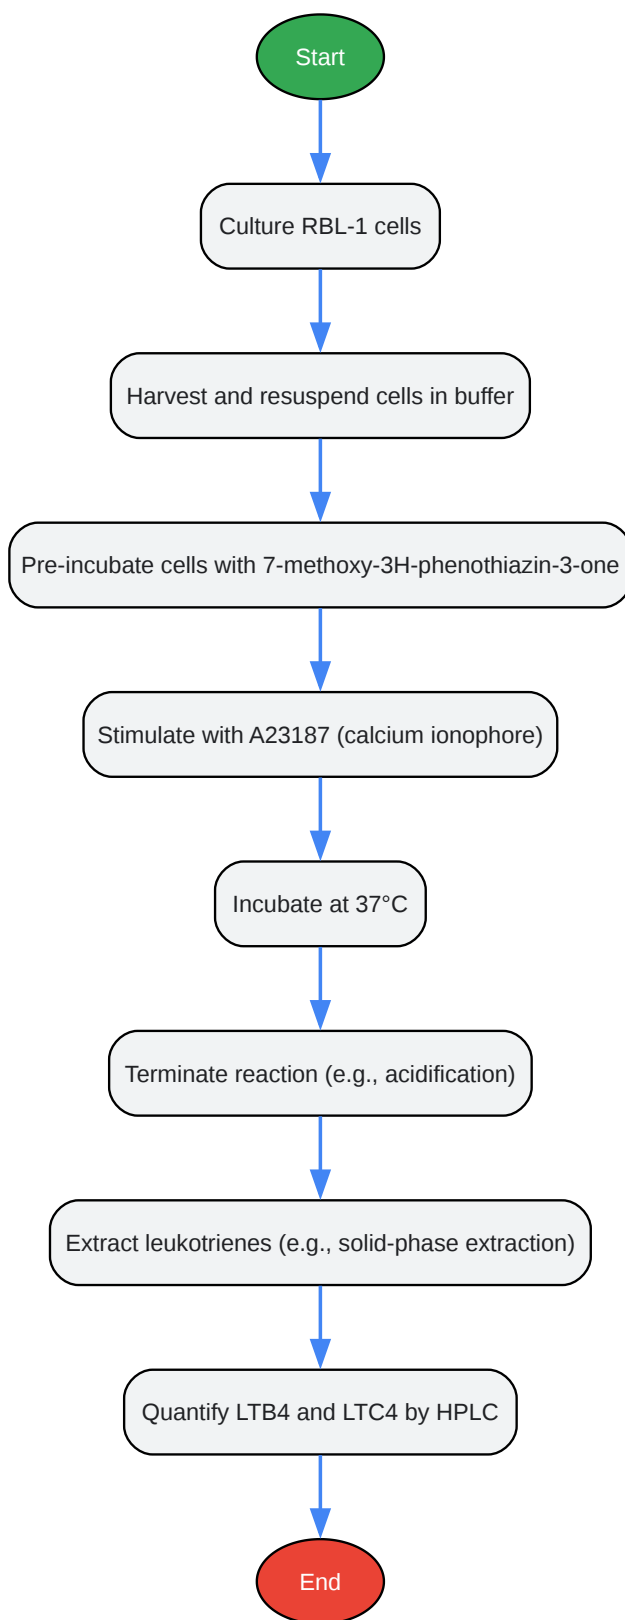 Start
Culture RBL-1 cells
Harvest and resuspend cells in buffer
Pre-incubate cells with 7-methoxy-3H-phenothiazin-3-one
Stimulate with A23187 (calcium ionophore)
Incubate at 37°C
Terminate reaction (e.g., acidification)
Extract leukotrienes (e.g., solid-phase extraction)
Quantify LTB4 and LTC4 by HPLC
End